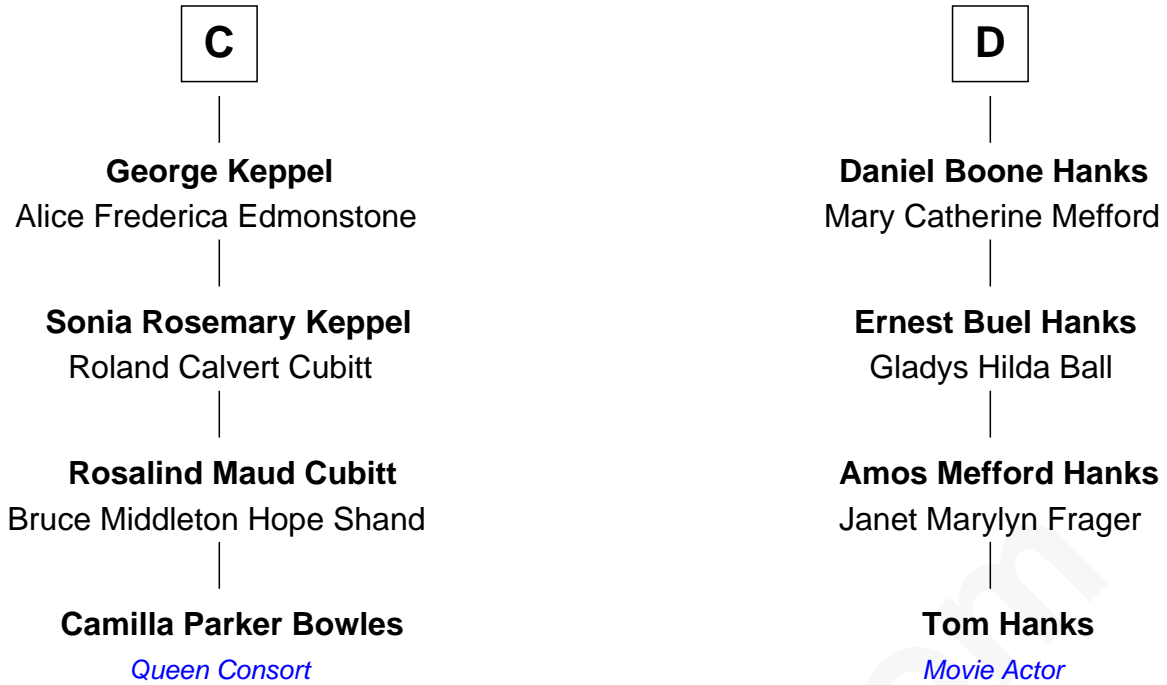 C
George Keppel
Alice Frederica Edmonstone
Sonia Rosemary Keppel
Roland Calvert Cubitt
Rosalind Maud Cubitt
Bruce Middleton Hope Shand
Camilla Parker Bowles
Queen Consort
D
Daniel Boone Hanks
Mary Catherine Mefford
Ernest Buel Hanks
Gladys Hilda Ball
Amos Mefford Hanks
Janet Marylyn Frager
Tom Hanks
Movie Actor